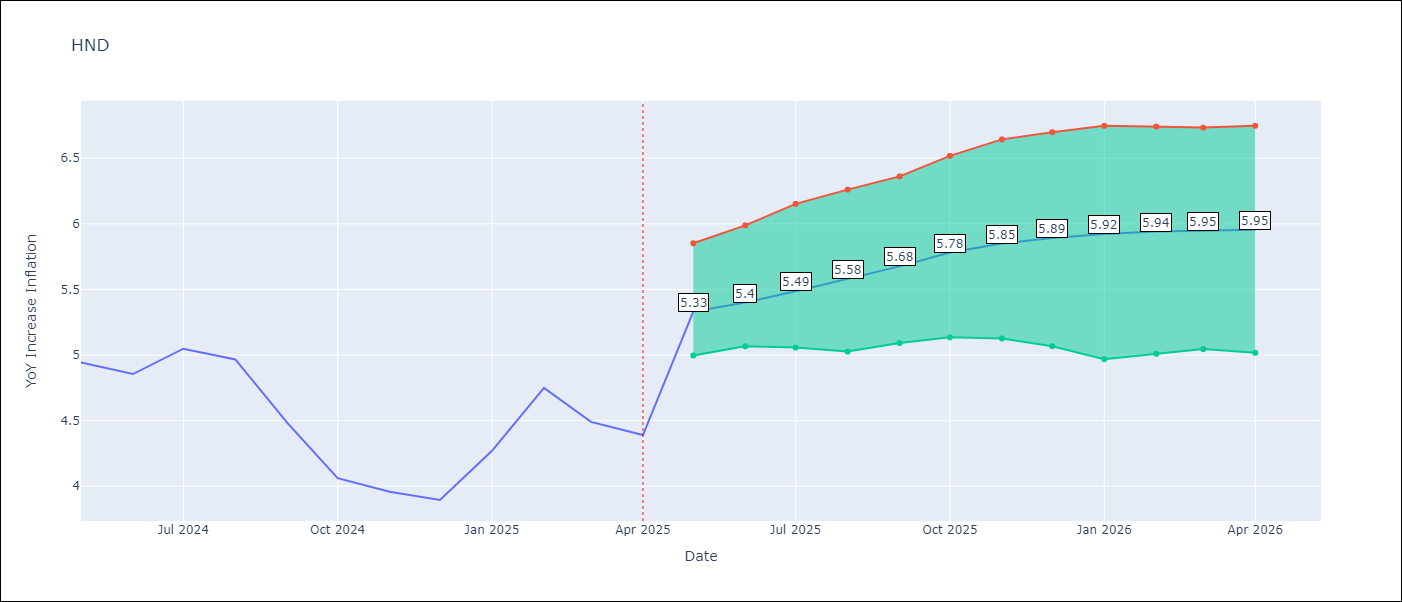 HND
YoY Increase Inflation
6.5
6
5.5
5
4.5
4
5.33
5.4
5.49
5.58
5.68
5.78
5.85
5.89
5.92
5.94
5.95
5.95
Jul 2024
Oct 2024
Jan 2025
Apr 2025
Jul 2025
Oct 2025
Jan 2026
Apr 2026
Date